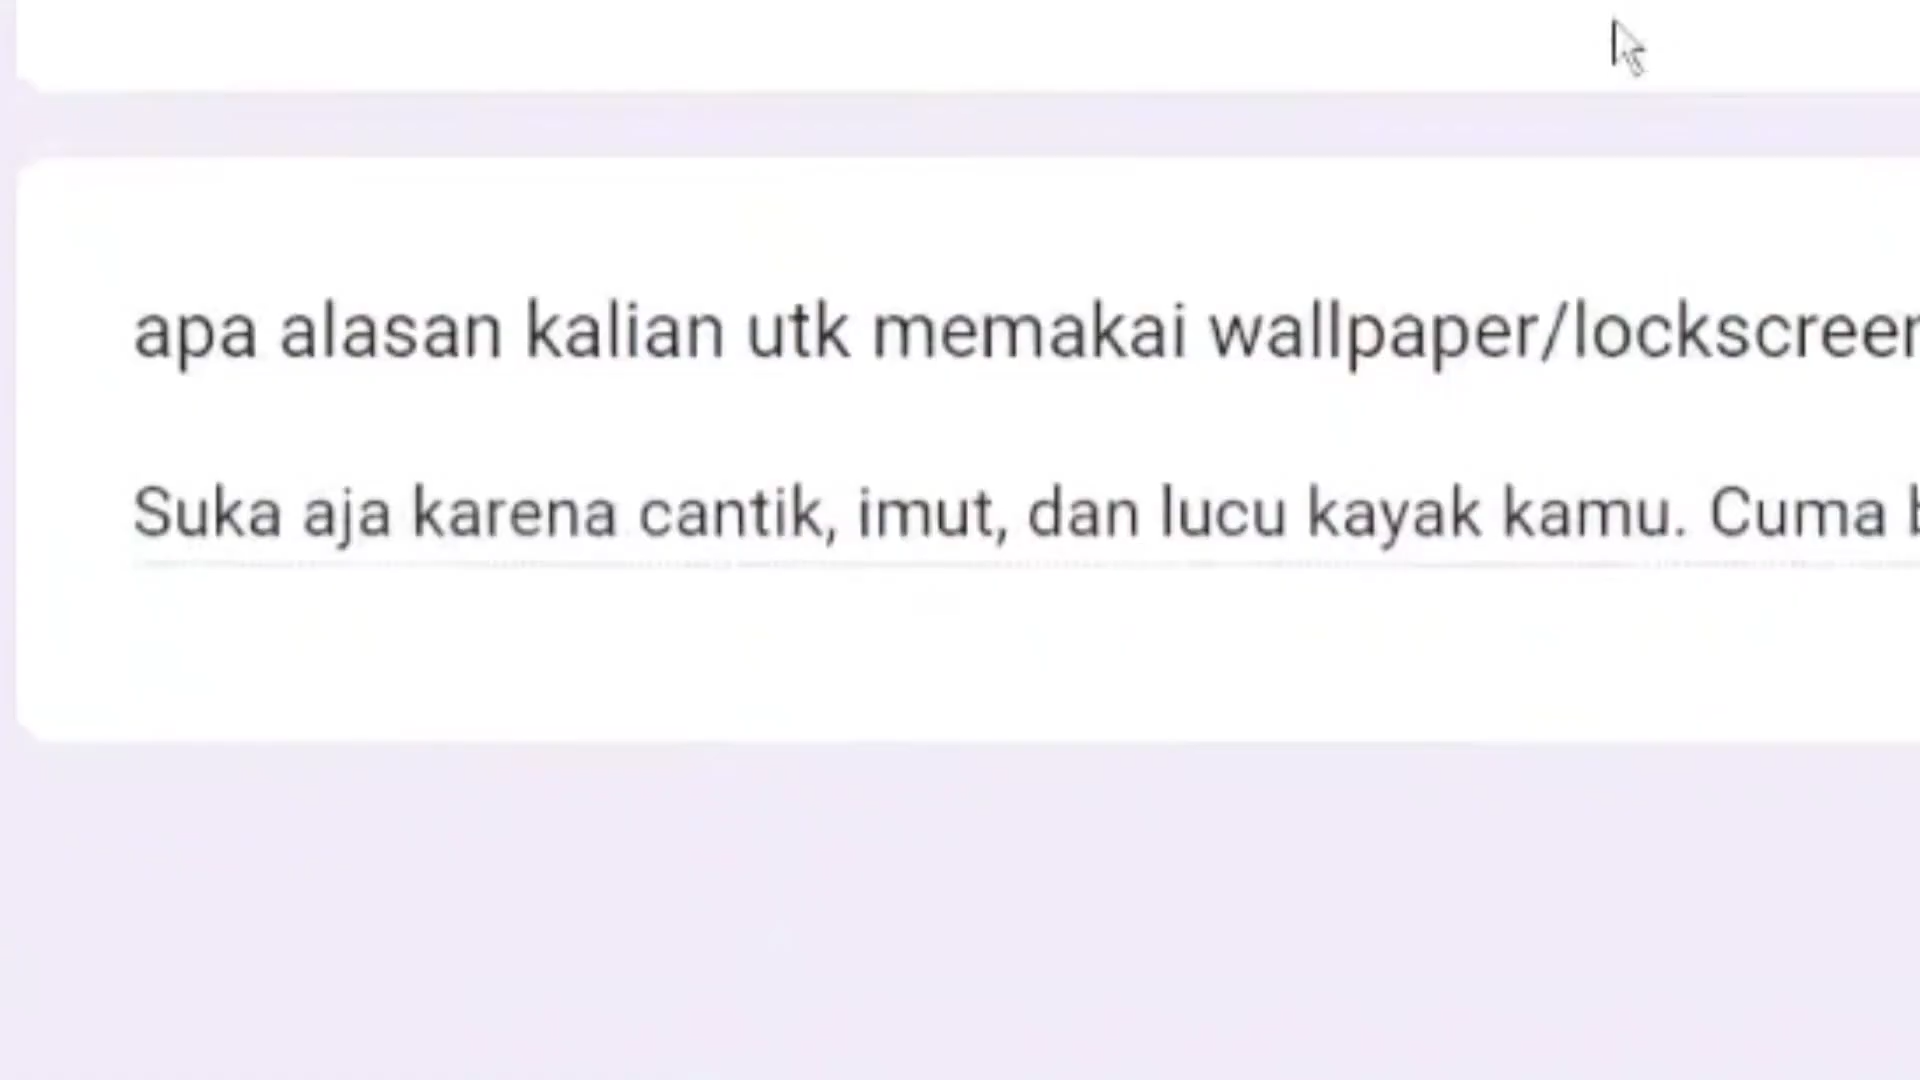 apa alasan kalian utk memakai wallpaper/lockscreen
Suka aja karena cantik, imut, dan lucu kayak kamu. Cuma